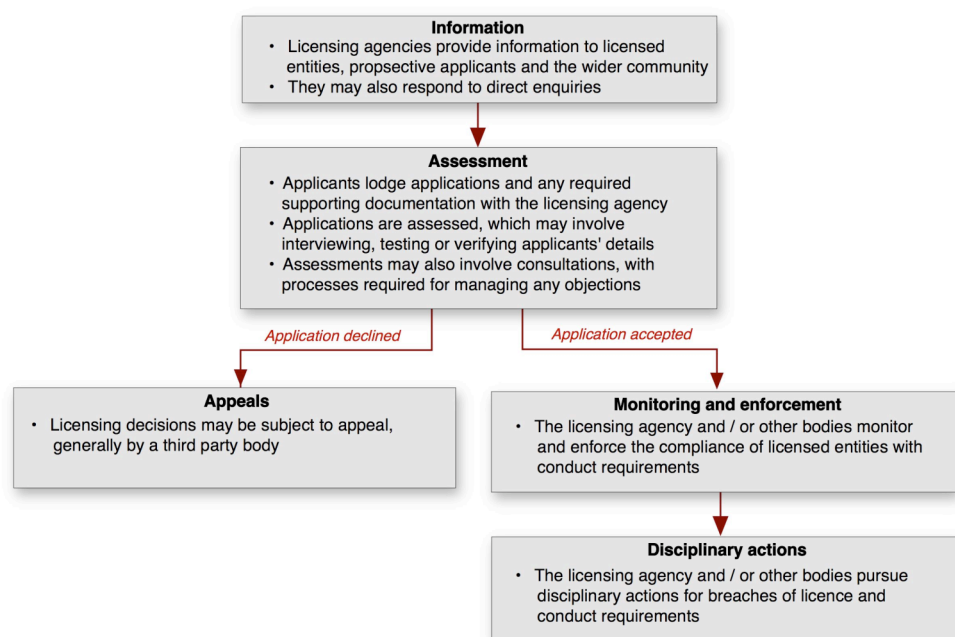 Information
• Licensing agencies provide information to licensed
entities, propsective applicants and the wider community
• They may also respond to direct enquiries
Assessment
• Applicants lodge applications and any required
supporting documentation with the licensing agency
• Applications are assessed, which may involve
interviewing, testing or verifying applicants' details
• Assessments may also involve consultations, with
processes required for managing any objections
Application declined
Application accepted
Appeals
• Licensing decisions may be subject to appeal,
generally by a third party body
Monitoring and enforcement
• The licensing agency and / or other bodies monitor
and enforce the compliance of licensed entities with
conduct requirements
Disciplinary actions
• The licensing agency and / or other bodies pursue
disciplinary actions for breaches of licence and
conduct requirements